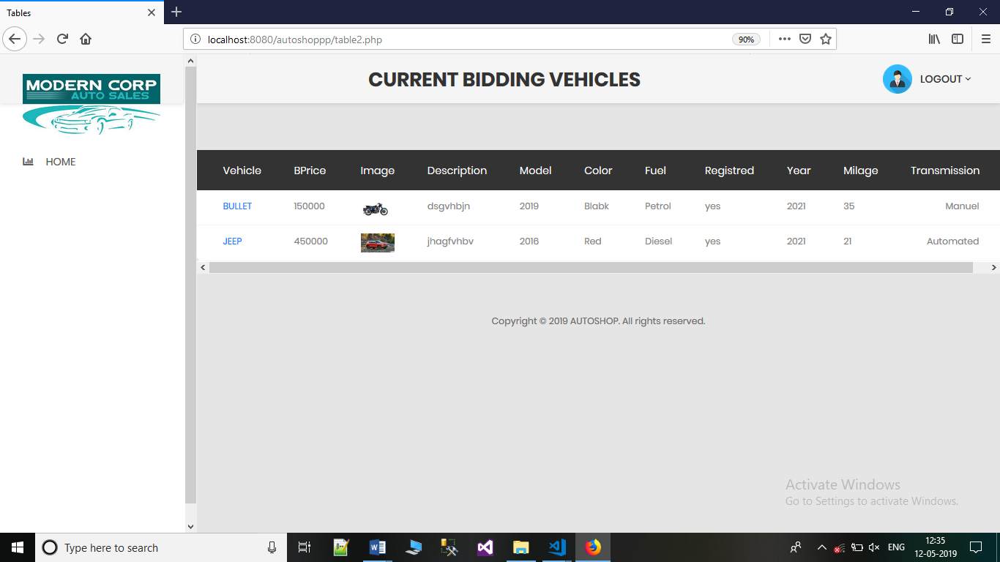 Tables
localhost:8080/autoshoppp/table2.php
90%
MODERN CORP
AUTO SALES
CURRENT BIDDING VEHICLES
LOGOUT
HOME
Vehicle BPrice Image Description Model Color Fuel Registred Year Milage Transmission
BULLET 150000 dsgvhbjn 2019 Blabk Petrol yes 2021 35 Manuel
JEEP 450000 jhagfvhbv 2016 Red Diesel yes 2021 21 Automated
Copyright © 2019 AUTOSHOP. All rights reserved.
Activate Windows
Go to Settings to activate Windows.
Type here to search
ENG
12:35
12-05-2019